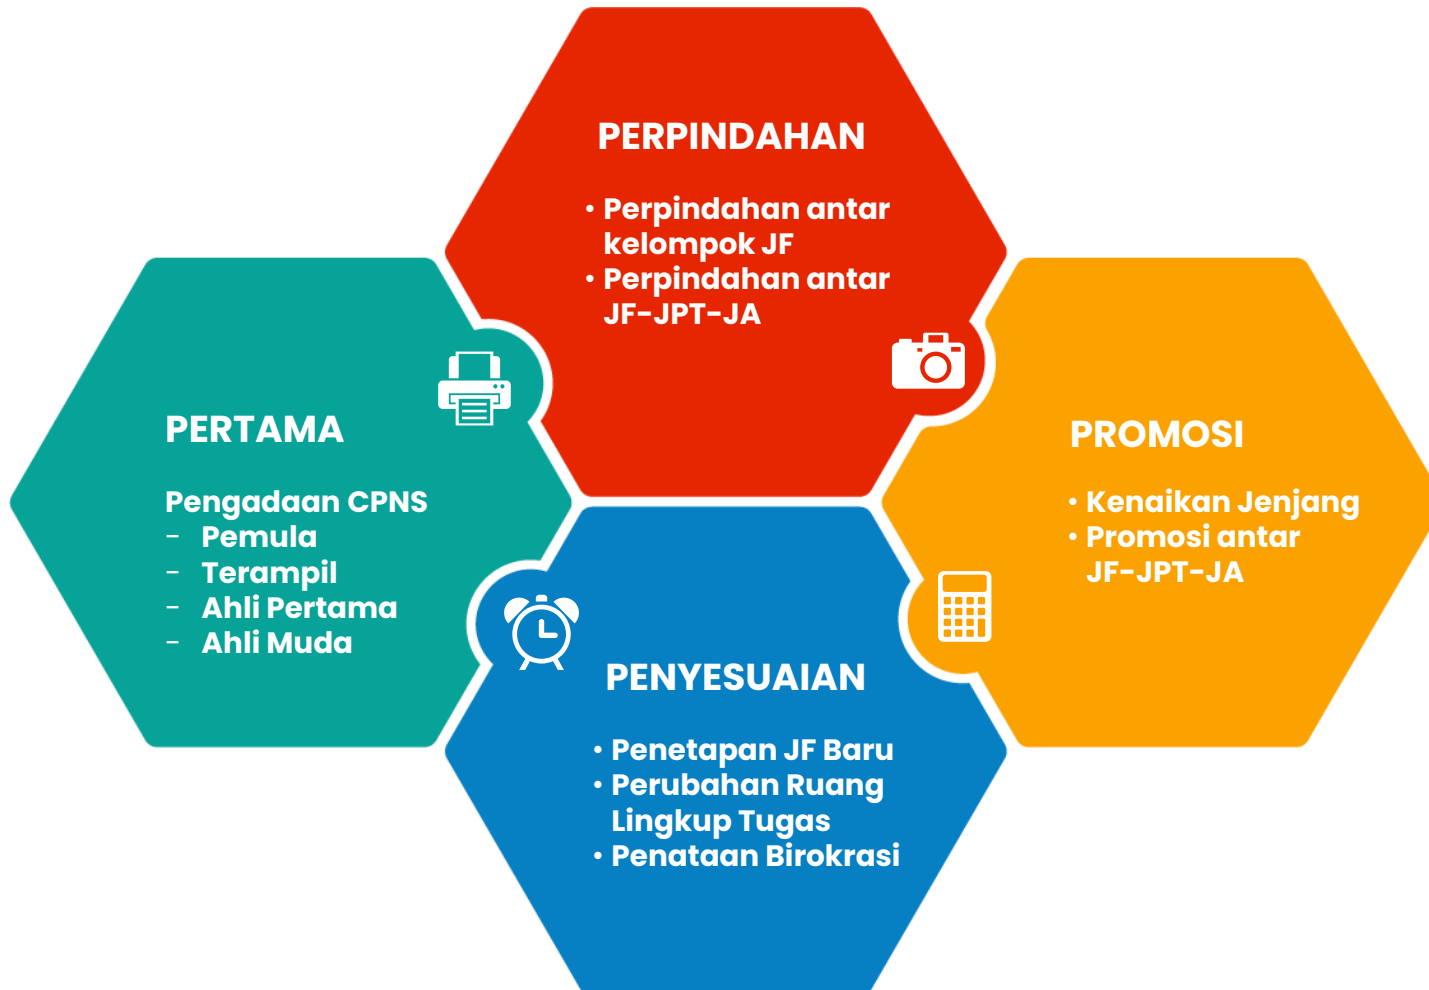 PERPINDAHAN
• Perpindahan antar
kelompok JF
• Perpindahan antar
JF-JPT-JA
PERTAMA
Pengadaan CPNS
- Pemula
- Terampil
- Ahli Pertama
- Ahli Muda
PROMOSI
• Kenaikan Jenjang
• Promosi antar
JF-JPT-JA
PENYESUAIAN
• Penetapan JF Baru
• Perubahan Ruang
Lingkup Tugas
• Penataan Birokrasi